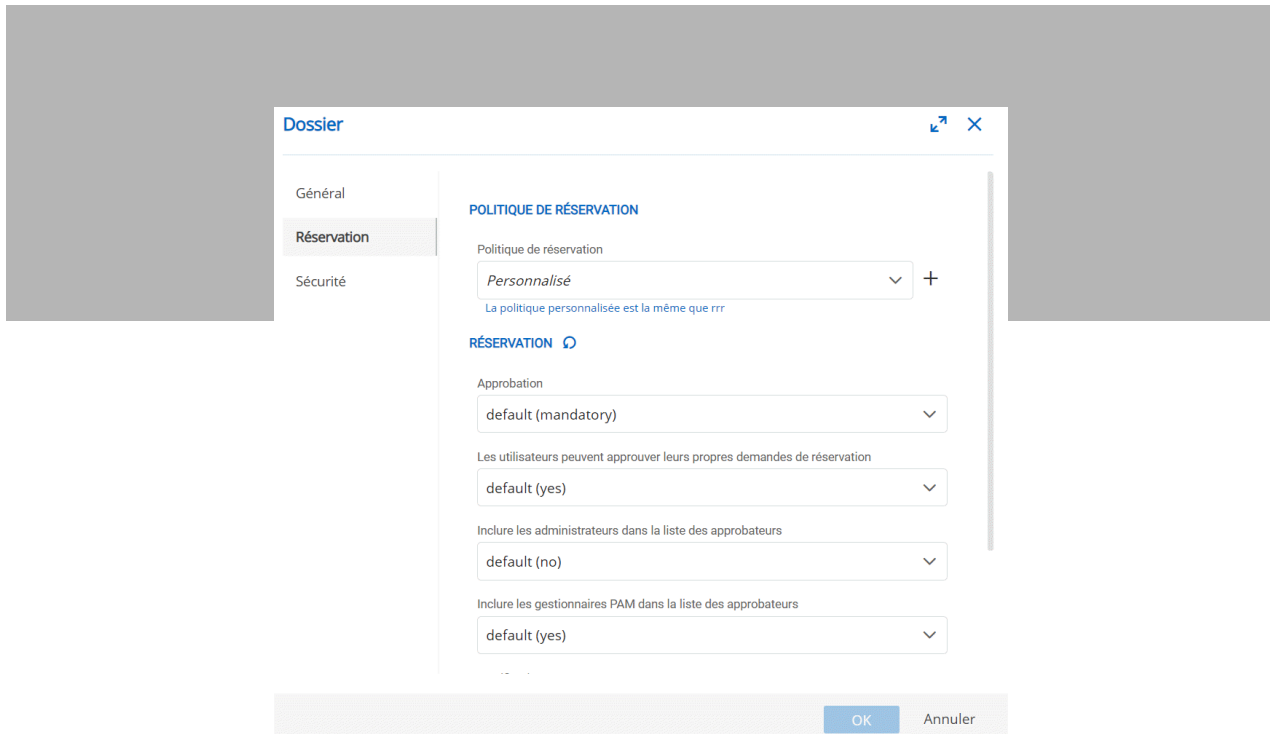 Dossier
Général
Réservation
Sécurité
POLITIQUE DE RÉSERVATION
Politique de réservation
Personnalisé
La politique personnalisée est la même que rrr
RÉSERVATION
Approbation
default (mandatory)
Les utilisateurs peuvent approuver leurs propres demandes de réservation
default (yes)
Inclure les administrateurs dans la liste des approbateurs
default (no)
Inclure les gestionnaires PAM dans la liste des approbateurs
default (yes)
OK
Annuler